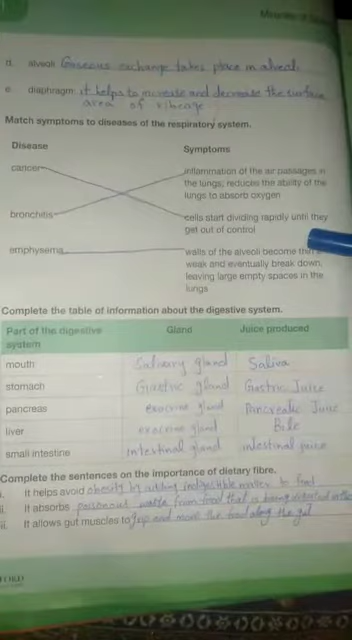 d. alveoli Gaseous exchange takes place in alveoli
e. diaphragm it helps to increase and decrease the surface
area of ribcage
Match symptoms to diseases of the respiratory system.
Disease Symptoms
cancer inflammation of the air passages in
the lungs; reduces the ability of the
lungs to absorb oxygen
bronchitis cells start dividing rapidly until they
get out of control
emphysema walls of the alveoli become thin
weak and eventually break down,
leaving large empty spaces in the
lungs
Complete the table of information about the digestive system.
Part of the digestive system Gland Juice produced
mouth Salivary gland Saliva
stomach Gastric gland Gastric Juice
pancreas exocrine gland Pancreatic Juice
liver exocrine gland Bile
small intestine intestinal gland intestinal juice
Complete the sentences on the importance of dietary fibre.
i. It helps avoid obesity by adding indigestible matter to food
ii. It absorbs poisonous waste from food that is being
It allows gut muscles to grip and move the food along the gut